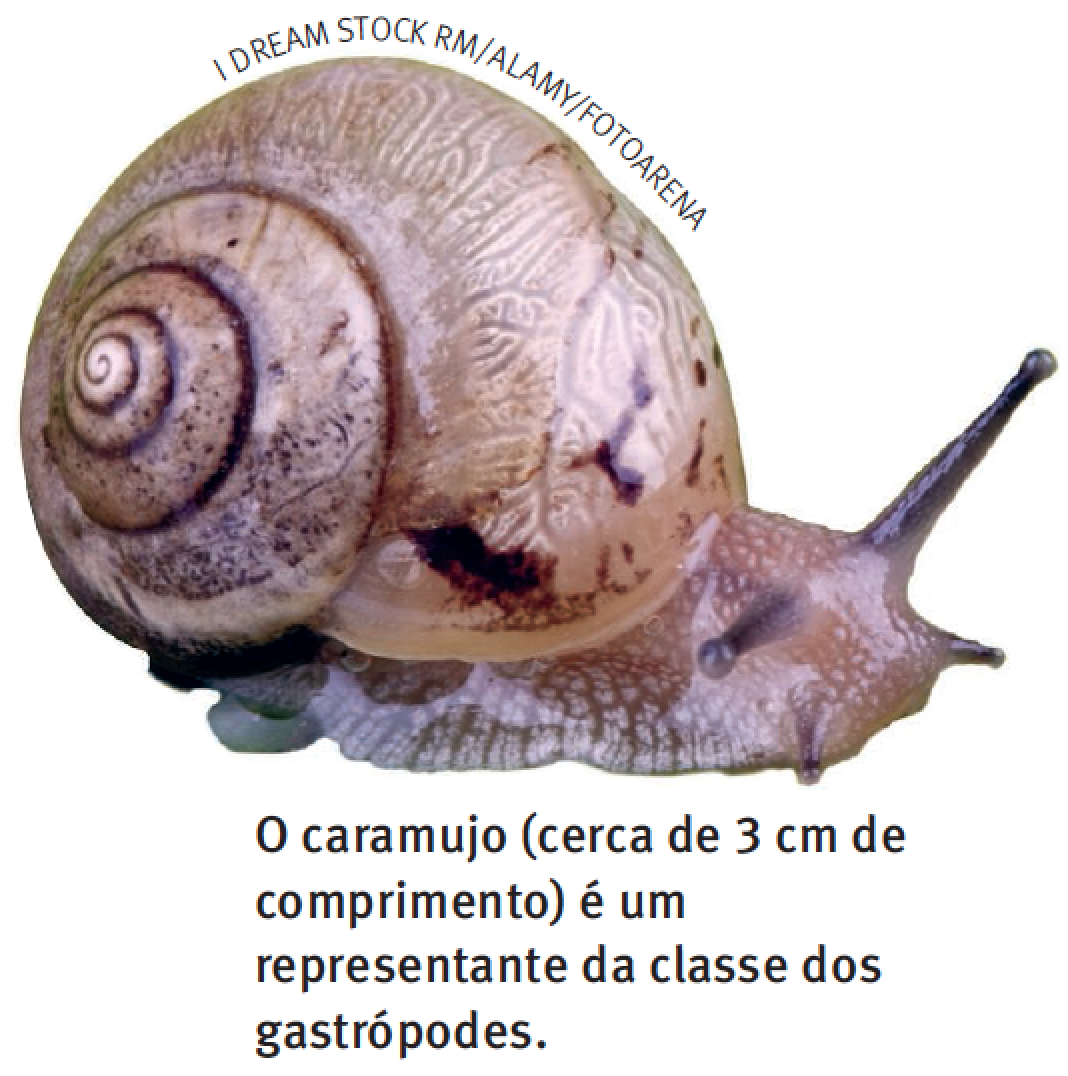 I DREAM STOCK RM/ALAMY/FOTOARENA
O caramujo (cerca de 3 cm de
comprimento) é um
representante da classe dos
gastrópodes.